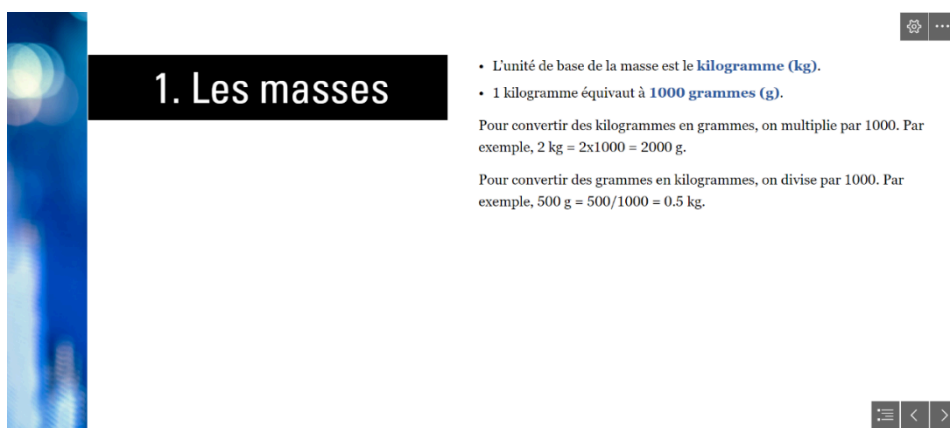 1. Les masses
• L'unité de base de la masse est le kilogramme (kg).
• 1 kilogramme équivaut à 1000 grammes (g).
Pour convertir des kilogrammes en grammes, on multiplie par 1000. Par
exemple, 2 kg = 2x1000 = 2000 g.
Pour convertir des grammes en kilogrammes, on divise par 1000. Par
exemple, 500 g = 500/1000 = 0.5 kg.